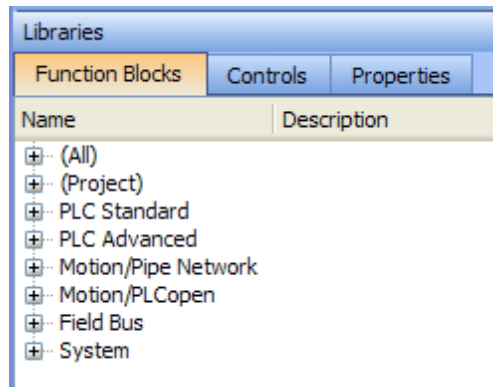 Libraries
Function Blocks Controls Properties
Name Description
(All)
(Project)
PLC Standard
PLC Advanced
Motion/Pipe Network
Motion/PLCopen
Field Bus
System